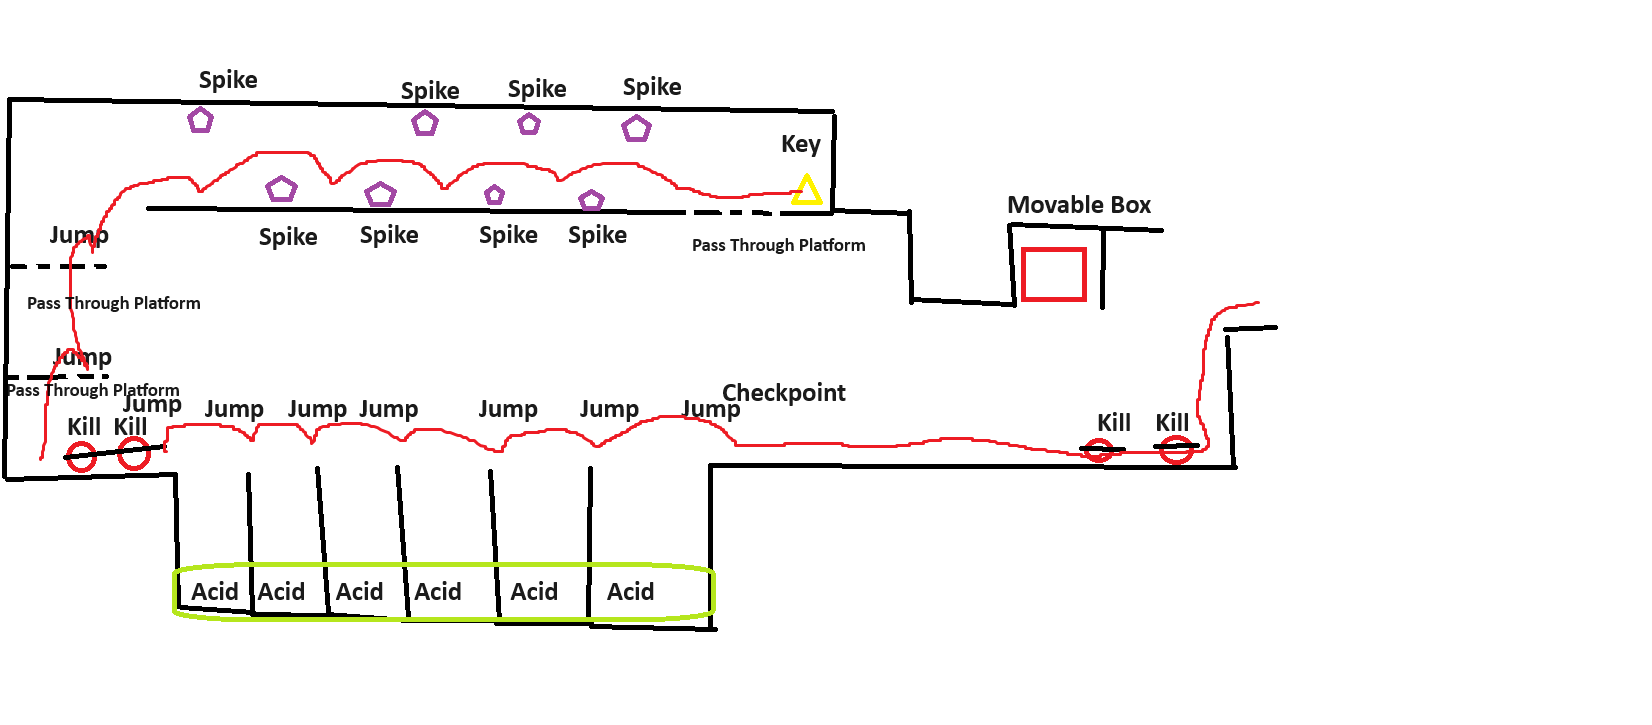 Spike
Spike
Spike
Spike
Key
Movable Box
Jump
Spike
Spike
Spike
Spike
Pass Through Platform
Pass Through Platform
Jump
Pass Through Platform
Checkpoint
Jump
Jump
Jump
Jump
Jump
Jump
Jump
Kill
Kill
Kill
Kill
Acid
Acid
Acid
Acid
Acid
Acid